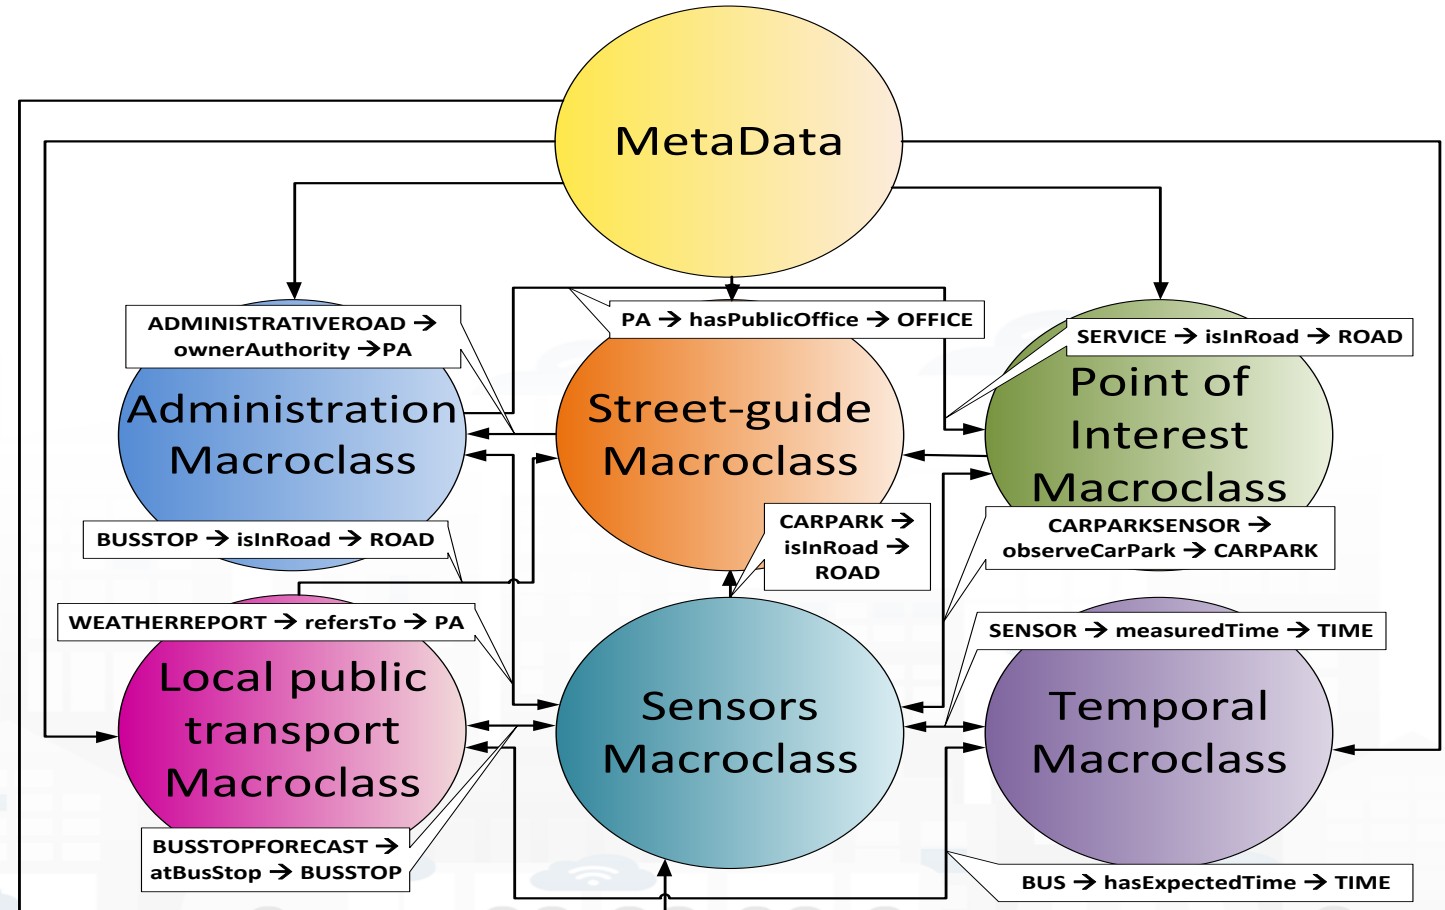 MetaData
ADMINISTRATIVEROAD →
ownerAuthority →PA
PA → hasPublicOffice → OFFICE
SERVICE → isInRoad → ROAD
Administration
Macroclass
Street-guide
Macroclass
Point of
Interest
Macroclass
BUSSTOP → isInRoad → ROAD
CARPARK →
isInRoad →
ROAD
CARPARKSENSOR →
observeCarPark → CARPARK
WEATHERREPORT → refersTo → PA
SENSOR → measuredTime → TIME
Local public
transport
Macroclass
Sensors
Macroclass
Temporal
Macroclass
BUSSTOPFORECAST →
atBusStop → BUSSTOP
BUS → hasExpectedTime → TIME